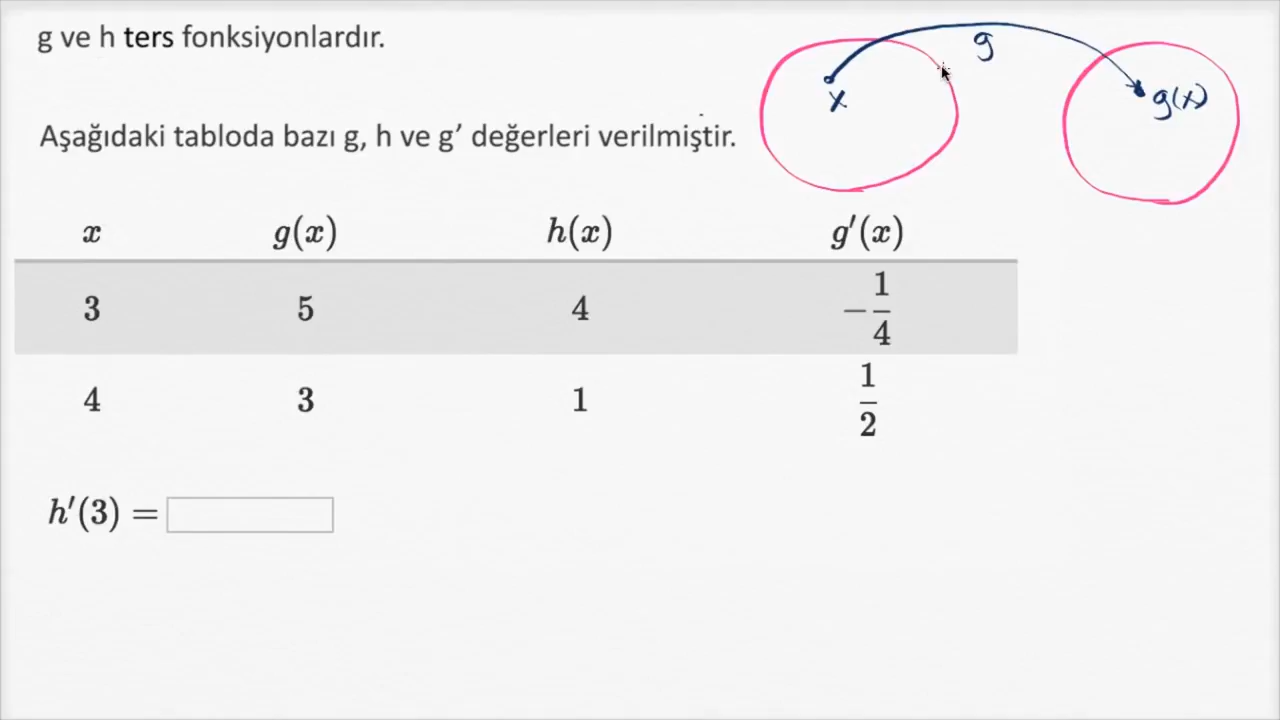 g ve h ters fonksiyonlardır.
g
x
g(x)
Aşağıdaki tabloda bazı g, h ve g’ değerleri verilmiştir.
x g(x) h(x) g′(x)
3 5 4 −1/4
4 3 1 1/2
h′(3) =